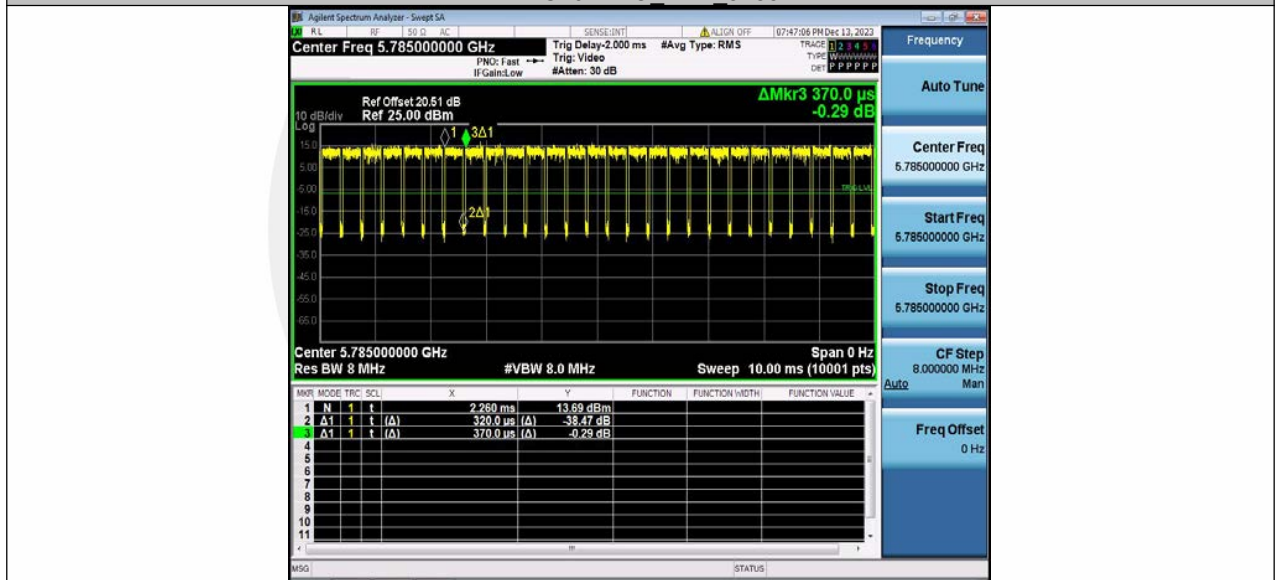 Agilent Spectrum Analyzer - Swept SA
RL RF 50 Ω AC SENSE:INT ALIGN OFF 07:47:06 PM Dec 13, 2023
Center Freq 5.785000000 GHz
PNO: Fast
IFGain:Low
Trig Delay-2.000 ms
Trig: Video
#Atten: 30 dB
#Avg Type: RMS
TRACE 1 2 3 4 5 6
TYPE WWWWWW
DET P P P P P P
ΔMkr3 370.0 µs
-0.29 dB
Ref Offset 20.51 dB
10 dB/div Ref 25.00 dBm
Log
1 3Δ1
15.0
5.00
-5.00
TRIG LVL
-15.0
2Δ1
-25.0
-35.0
-45.0
-55.0
-65.0
Center 5.785000000 GHz Span 0 Hz
Res BW 8 MHz #VBW 8.0 MHz Sweep 10.00 ms (10001 pts)
MKR MODE TRC SCL X Y FUNCTION FUNCTION WIDTH FUNCTION VALUE
1 N 1 t 2.260 ms 13.69 dBm
2 Δ1 1 t (Δ) 320.0 µs (Δ) -38.47 dB
3 Δ1 1 t (Δ) 370.0 µs (Δ) -0.29 dB
4
5
6
7
8
9
10
11
MSG STATUS
Frequency
Auto Tune
Center Freq
5.785000000 GHz
Start Freq
5.785000000 GHz
Stop Freq
5.785000000 GHz
CF Step
8.000000 MHz
Auto Man
Freq Offset
0 Hz